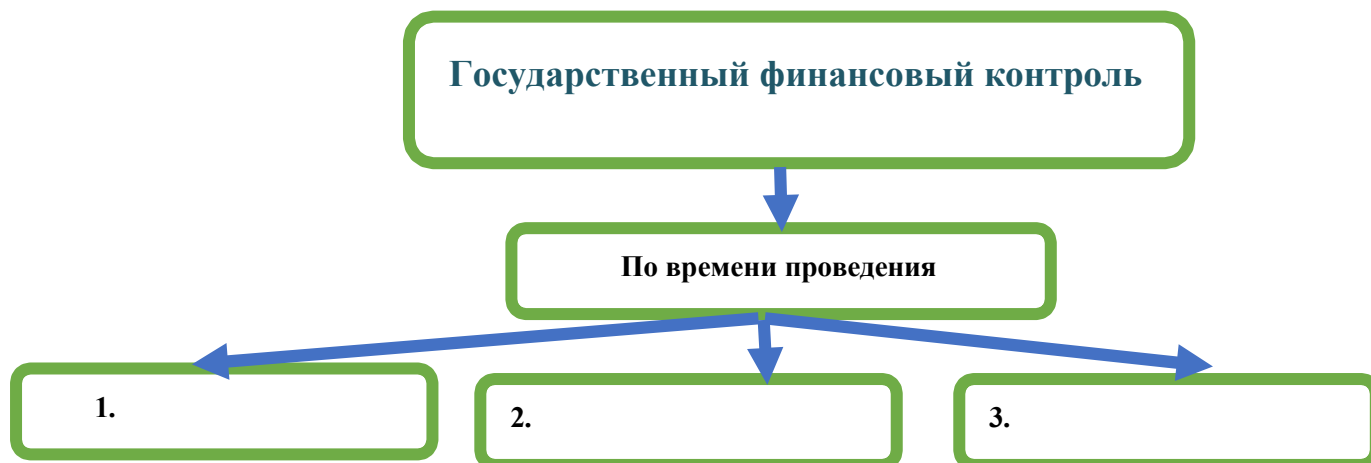 Государственный финансовый контроль
По времени проведения
1.
2.
3.